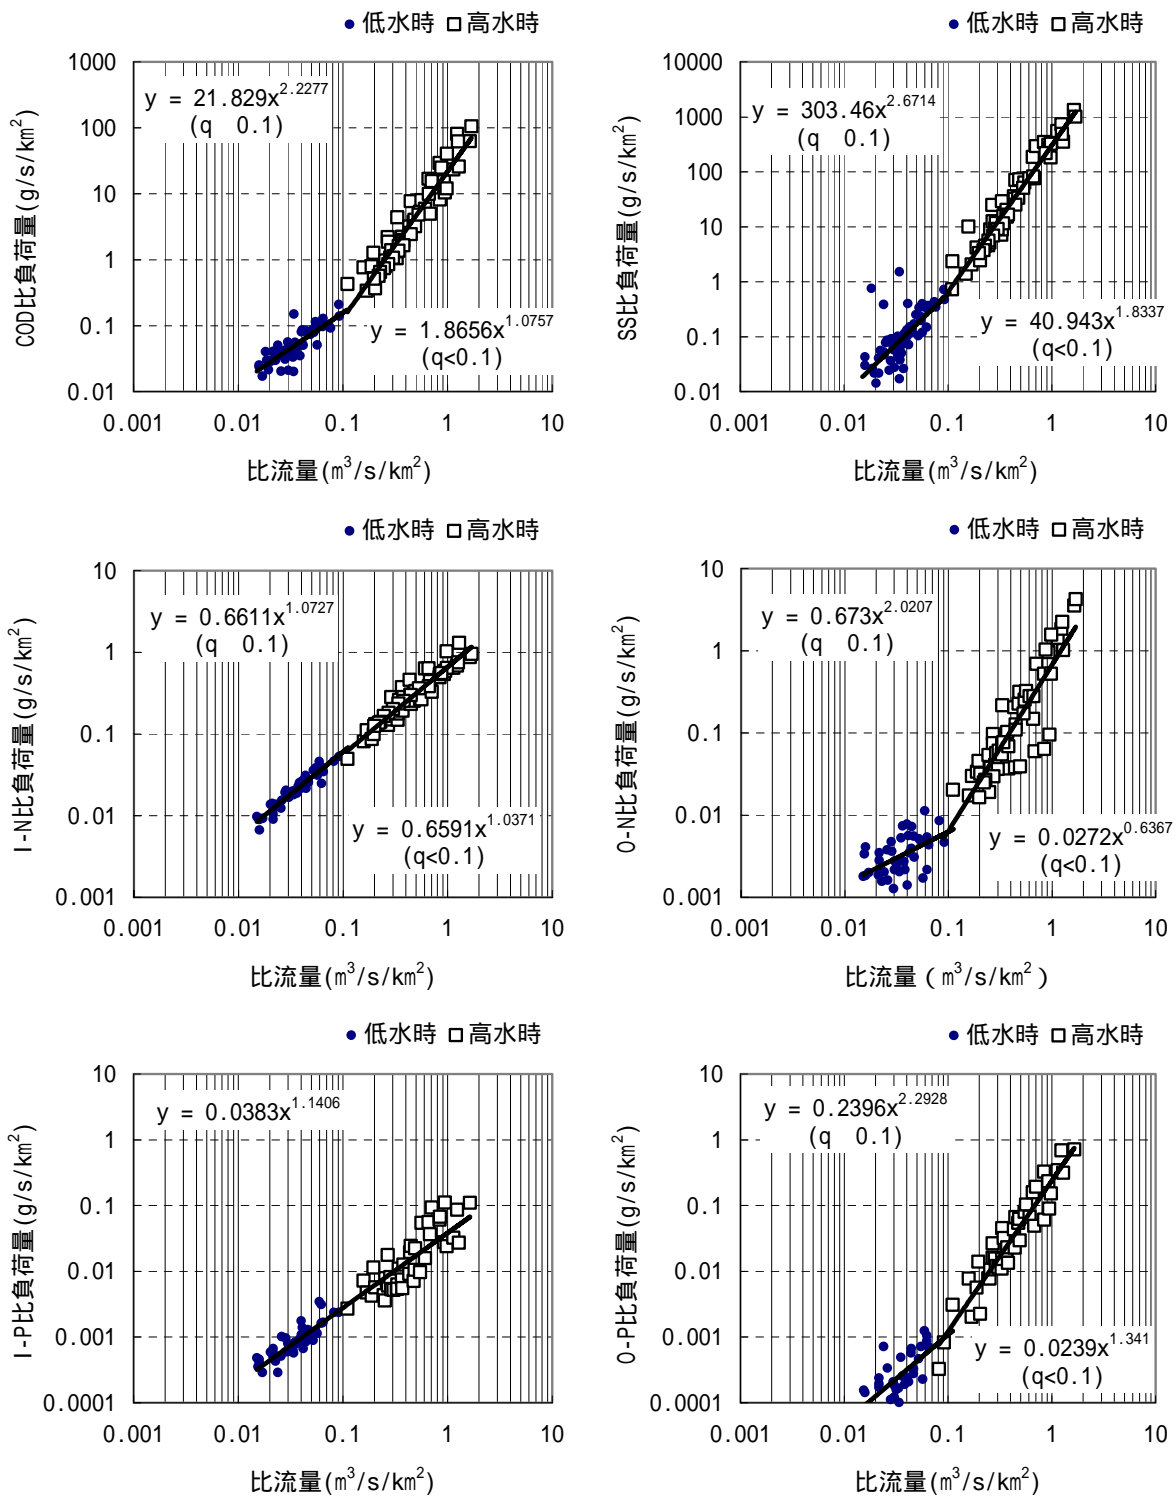 低水時 高水時
COD比負荷量(g/s/km²)
1000
100
10
1
0.1
0.01
y = 21.829x^2.2277
(q 0.1)
y = 1.8656x^1.0757
(q<0.1)
0.001 0.01 0.1 1 10
比流量(m³/s/km²)
低水時 高水時
SS比負荷量(g/s/km²)
10000
1000
100
10
1
0.1
0.01
y = 303.46x^2.6714
(q 0.1)
y = 40.943x^1.8337
(q<0.1)
0.001 0.01 0.1 1 10
比流量(m³/s/km²)
低水時 高水時
I-N比負荷量(g/s/km²)
10
1
0.1
0.01
0.001
y = 0.6611x^1.0727
(q 0.1)
y = 0.6591x^1.0371
(q<0.1)
0.001 0.01 0.1 1 10
比流量(m³/s/km²)
低水時 高水時
O-N比負荷量(g/s/km²)
10
1
0.1
0.01
0.001
y = 0.673x^2.0207
(q 0.1)
y = 0.0272x^0.6367
(q<0.1)
0.001 0.01 0.1 1 10
比流量(m³/s/km²)
低水時 高水時
I-P比負荷量(g/s/km²)
10
1
0.1
0.01
0.001
0.0001
y = 0.0383x^1.1406
0.001 0.01 0.1 1 10
比流量(m³/s/km²)
低水時 高水時
O-P比負荷量(g/s/km²)
10
1
0.1
0.01
0.001
0.0001
y = 0.2396x^2.2928
(q 0.1)
y = 0.0239x^1.341
(q<0.1)
0.001 0.01 0.1 1 10
比流量(m³/s/km²)